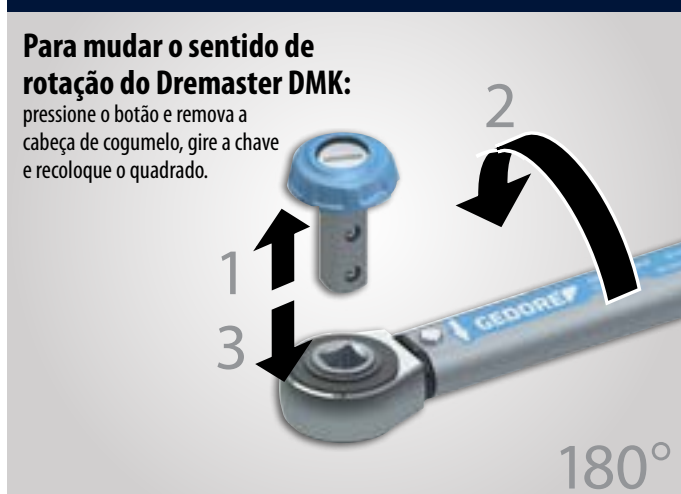 Para mudar o sentido de
rotação do Dremaster DMK:
pressione o botão e remova a
cabeça de cogumelo, gire a chave
e recoloque o quadrado.
2
1
3
GEDORE
180°